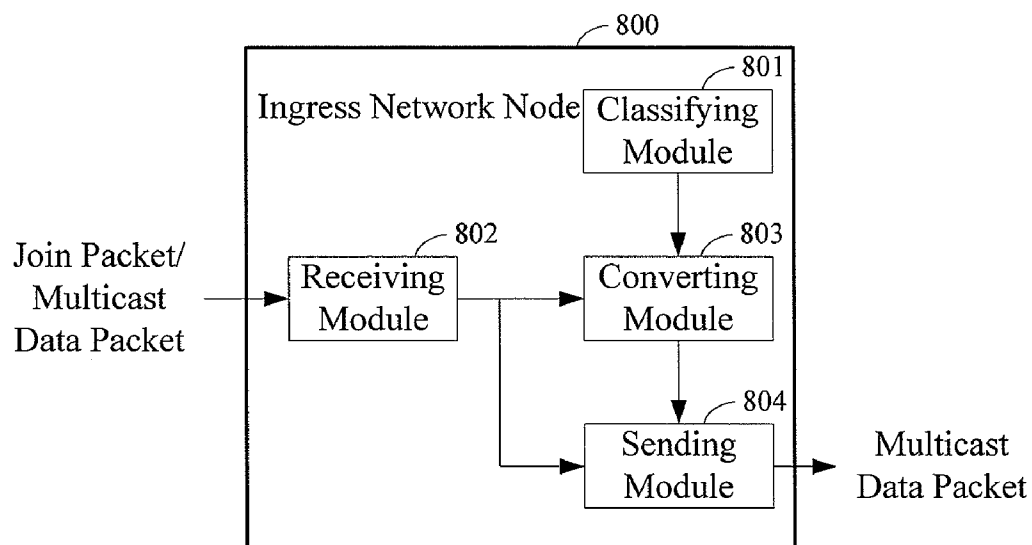 800
801
Ingress Network Node
Classifying
Module
802
803
Join Packet/
Multicast
Data Packet
Receiving
Module
Converting
Module
804
Sending
Module
Multicast
Data Packet